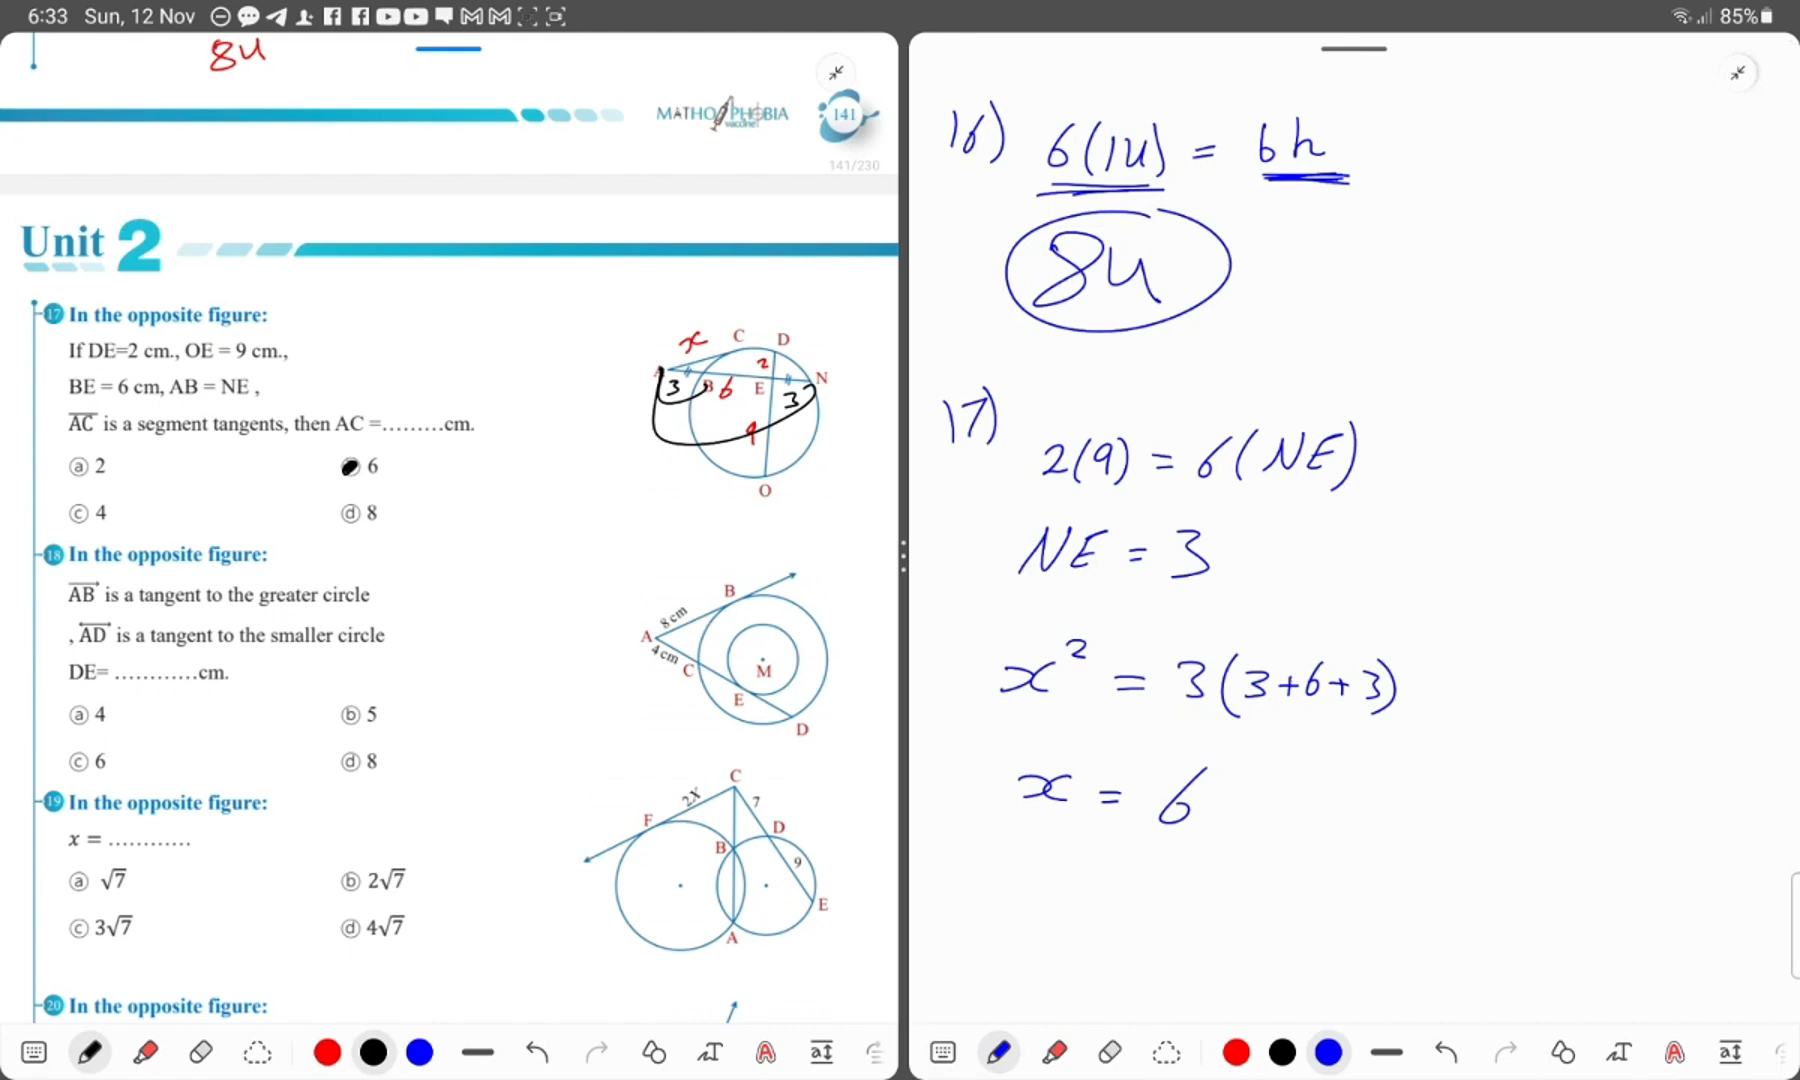 6:33 Sun, 12 Nov
85%
84
MATHO PHOBIA
vaccine
141
141/230
Unit 2
17 In the opposite figure:
If DE=2 cm., OE = 9 cm.,
BE = 6 cm, AB = NE ,
AC is a segment tangents, then AC =.........cm.
ⓐ 2
6
ⓒ 4
ⓓ 8
x
C
D
2
A
3
B
6
E
3
N
9
O
18 In the opposite figure:
AB is a tangent to the greater circle
, AD is a tangent to the smaller circle
DE= ............cm.
ⓐ 4
ⓑ 5
ⓒ 6
ⓓ 8
B
8 cm
A
4 cm
C
M
E
D
19 In the opposite figure:
x = ............
ⓐ √7
ⓑ 2√7
ⓒ 3√7
ⓓ 4√7
C
2X
7
F
D
B
9
E
A
20 In the opposite figure:
16) 6(14) = 6h
84
17)
2(9) = 6(NE)
NE = 3
x² = 3(3+6+3)
x = 6